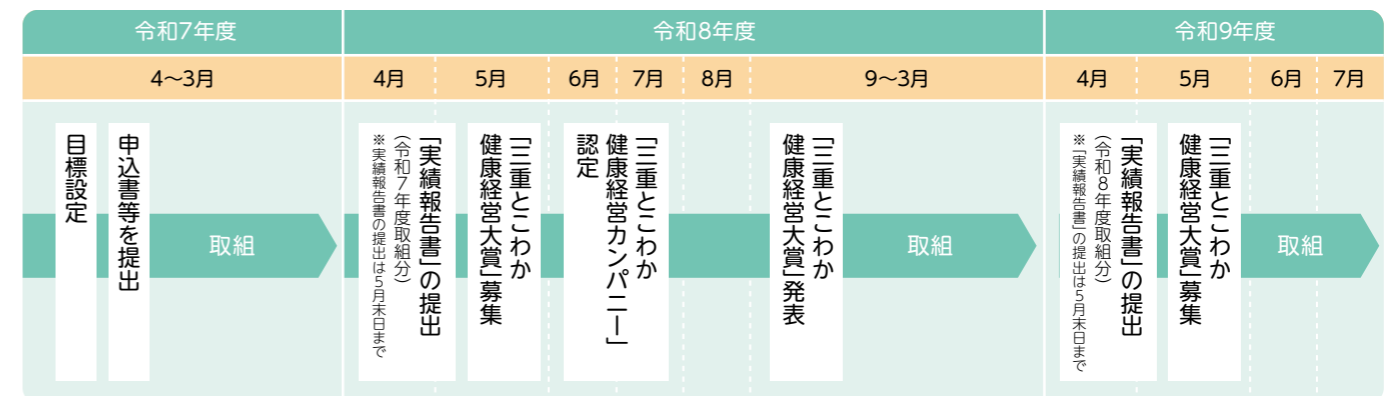 令和7年度
令和8年度
令和9年度
4〜3月
4月
5月
6月
7月
8月
9〜3月
4月
5月
6月
7月
目標設定
申込書等を提出
取組
「実績報告書」の提出
（令和７年度取組分）
※実績報告書の提出は５月末日まで
「三重とこわか
健康経営大賞」募集
「三重とこわか
健康経営カンパニー」
認定
「三重とこわか
健康経営大賞」発表
取組
「実績報告書」の提出
（令和８年度取組分）
※「実績報告書」の提出は５月末日まで
「三重とこわか
健康経営大賞」募集
取組